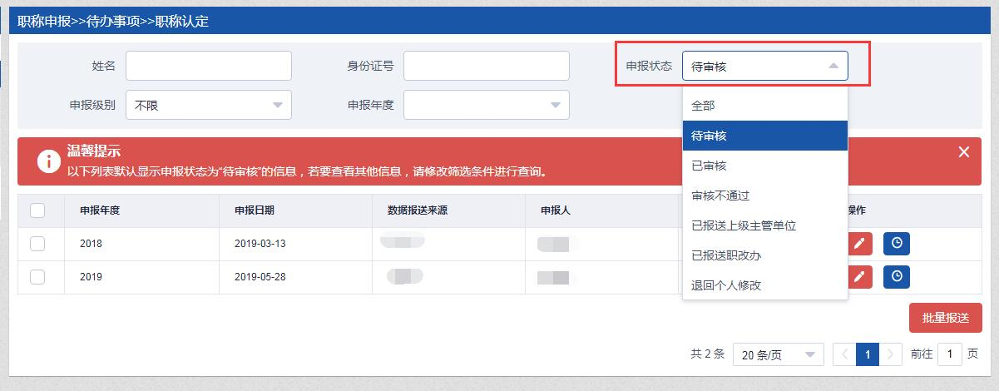 职称申报>>待办事项>>职称认定
姓名
身份证号
申报状态 待审核
申报级别 不限
申报年度
全部
待审核
已审核
审核不通过
已报送上级主管单位
已报送职改办
退回个人修改
温馨提示
以下列表默认显示申报状态为“待审核”的信息，若要查看其他信息，请修改筛选条件进行查询。
申报年度 申报日期 数据报送来源 申报人 操作
2018 2019-03-13
2019 2019-05-28
批量报送
共 2 条 20 条/页 1 前往 1 页